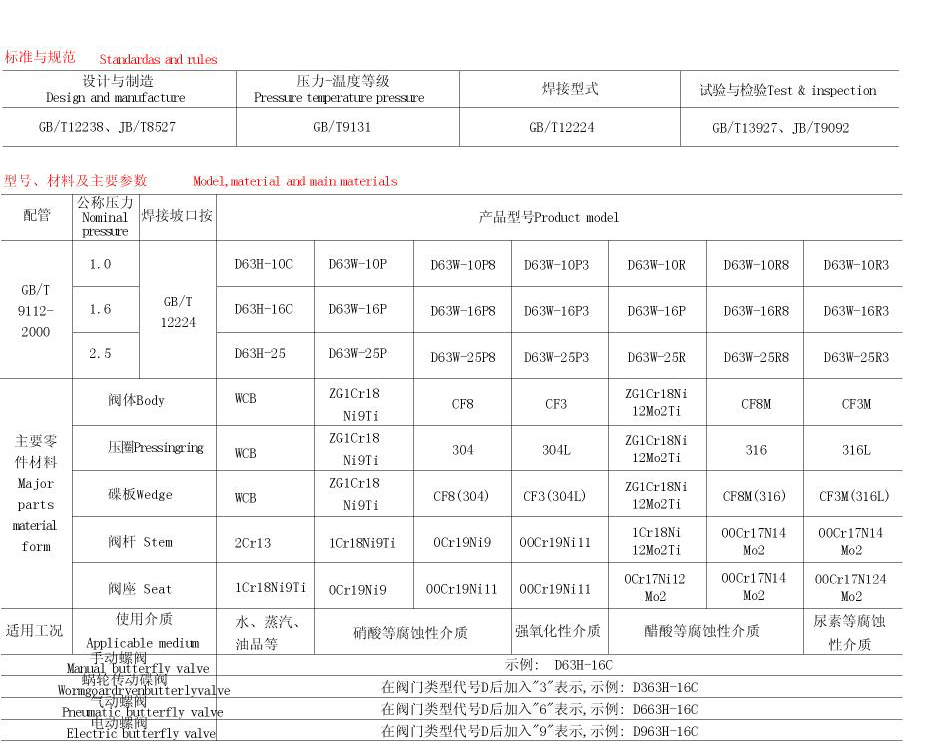 标准与规范 Standardas and rules
设计与制造 压力-温度等级 焊接型式 试验与检验Test & inspection
Design and manufacture Pressure temperature pressure
GB/T12238、JB/T8527 GB/T9131 GB/T12224 GB/T13927、JB/T9092
型号、材料及主要参数 Model,material and main materials
配管 公称压力 焊接坡口按 产品型号Product model
Nominal
pressure
GB/T
9112-
2000
GB/T
12224
1.0 D63H-10C D63W-10P D63W-10P8 D63W-10P3 D63W-10R D63W-10R8 D63W-10R3
1.6 D63H-16C D63W-16P D63W-16P8 D63W-16P3 D63W-16P D63W-16R8 D63W-16R3
2.5 D63H-25 D63W-25P D63W-25P8 D63W-25P3 D63W-25R D63W-25R8 D63W-25R3
主要零
件材料
Major
parts
material
form
阀体Body WCB ZG1Cr18 CF8 CF3 ZG1Cr18Ni CF8M CF3M
Ni9Ti 12Mo2Ti
压圈Pressingring WCB ZG1Cr18 304 304L ZG1Cr18Ni 316 316L
Ni9Ti 12Mo2Ti
碟板Wedge WCB ZG1Cr18 CF8(304) CF3(304L) ZG1Cr18Ni CF8M(316) CF3M(316L)
Ni9Ti 12Mo2Ti
阀杆 Stem 2Cr13 1Cr18Ni9Ti 0Cr19Ni9 00Cr19Ni11 1Cr18Ni 00Cr17N14 00Cr17N14
12Mo2Ti Mo2 Mo2
阀座 Seat 1Cr18Ni9Ti 0Cr19Ni9 00Cr19Ni11 00Cr19Ni11 0Cr17Ni12 00Cr17N14 00Cr17N124
Mo2 Mo2 Mo2
适用工况 使用介质 水、蒸汽、 硝酸等腐蚀性介质 强氧化性介质 醋酸等腐蚀性介质 尿素等腐蚀
Applicable medium 油品等 性介质
手动螺阀
Manual butterfly valve 示例: D63H-16C
蜗轮传动碟阀
Wormgoardryenbutterlyvalve 在阀门类型代号D后加入"3"表示,示例: D363H-16C
气动螺阀
Pneumatic butterfly valve 在阀门类型代号D后加入"6"表示,示例: D663H-16C
电动螺阀
Electric butterfly valve 在阀门类型代号D后加入"9"表示,示例: D963H-16C